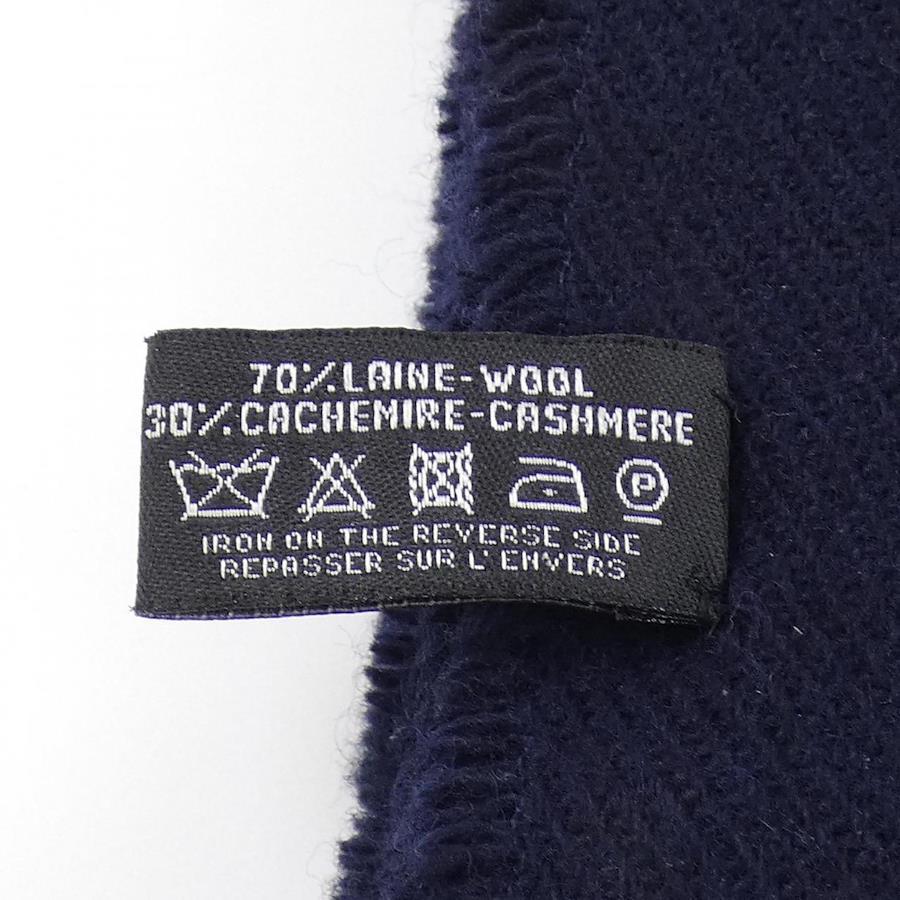 70% LAINE-WOOL
30% CACHEMIRE-CASHMERE
P
IRON ON THE REVERSE SIDE
REPASSER SUR L'ENVERS